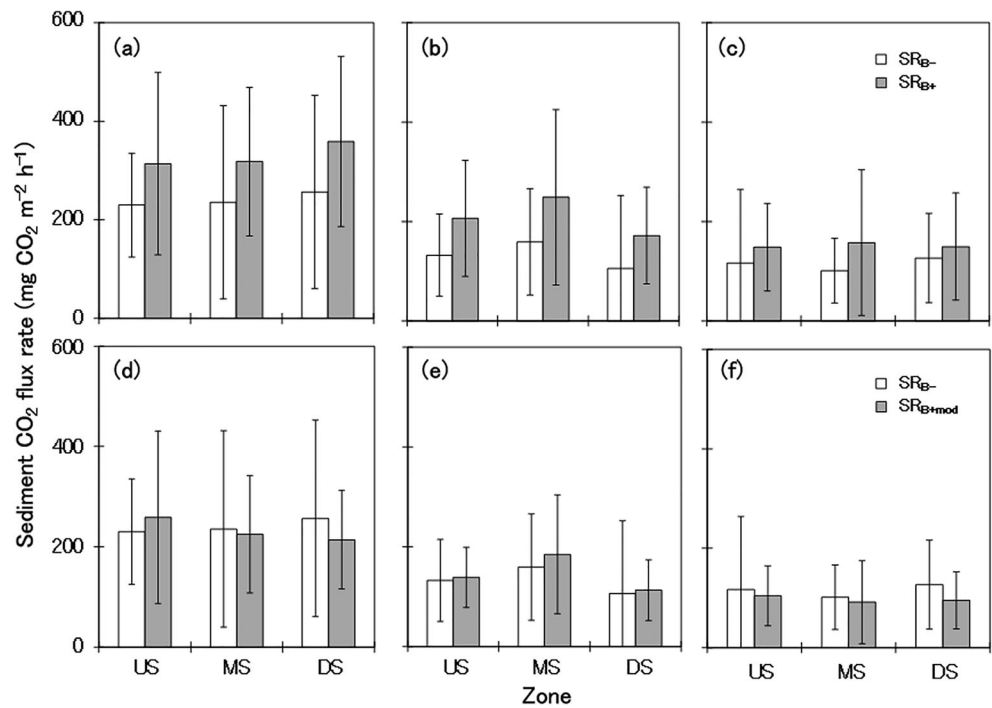 Sediment CO2 flux rate (mg CO2 m−2 h−1)
600
400
200
0
(a)
(b)
(c)
SRB−
SRB+
600
400
200
0
(d)
(e)
(f)
SRB−
SRB+mod
US MS DS
US MS DS
US MS DS
Zone